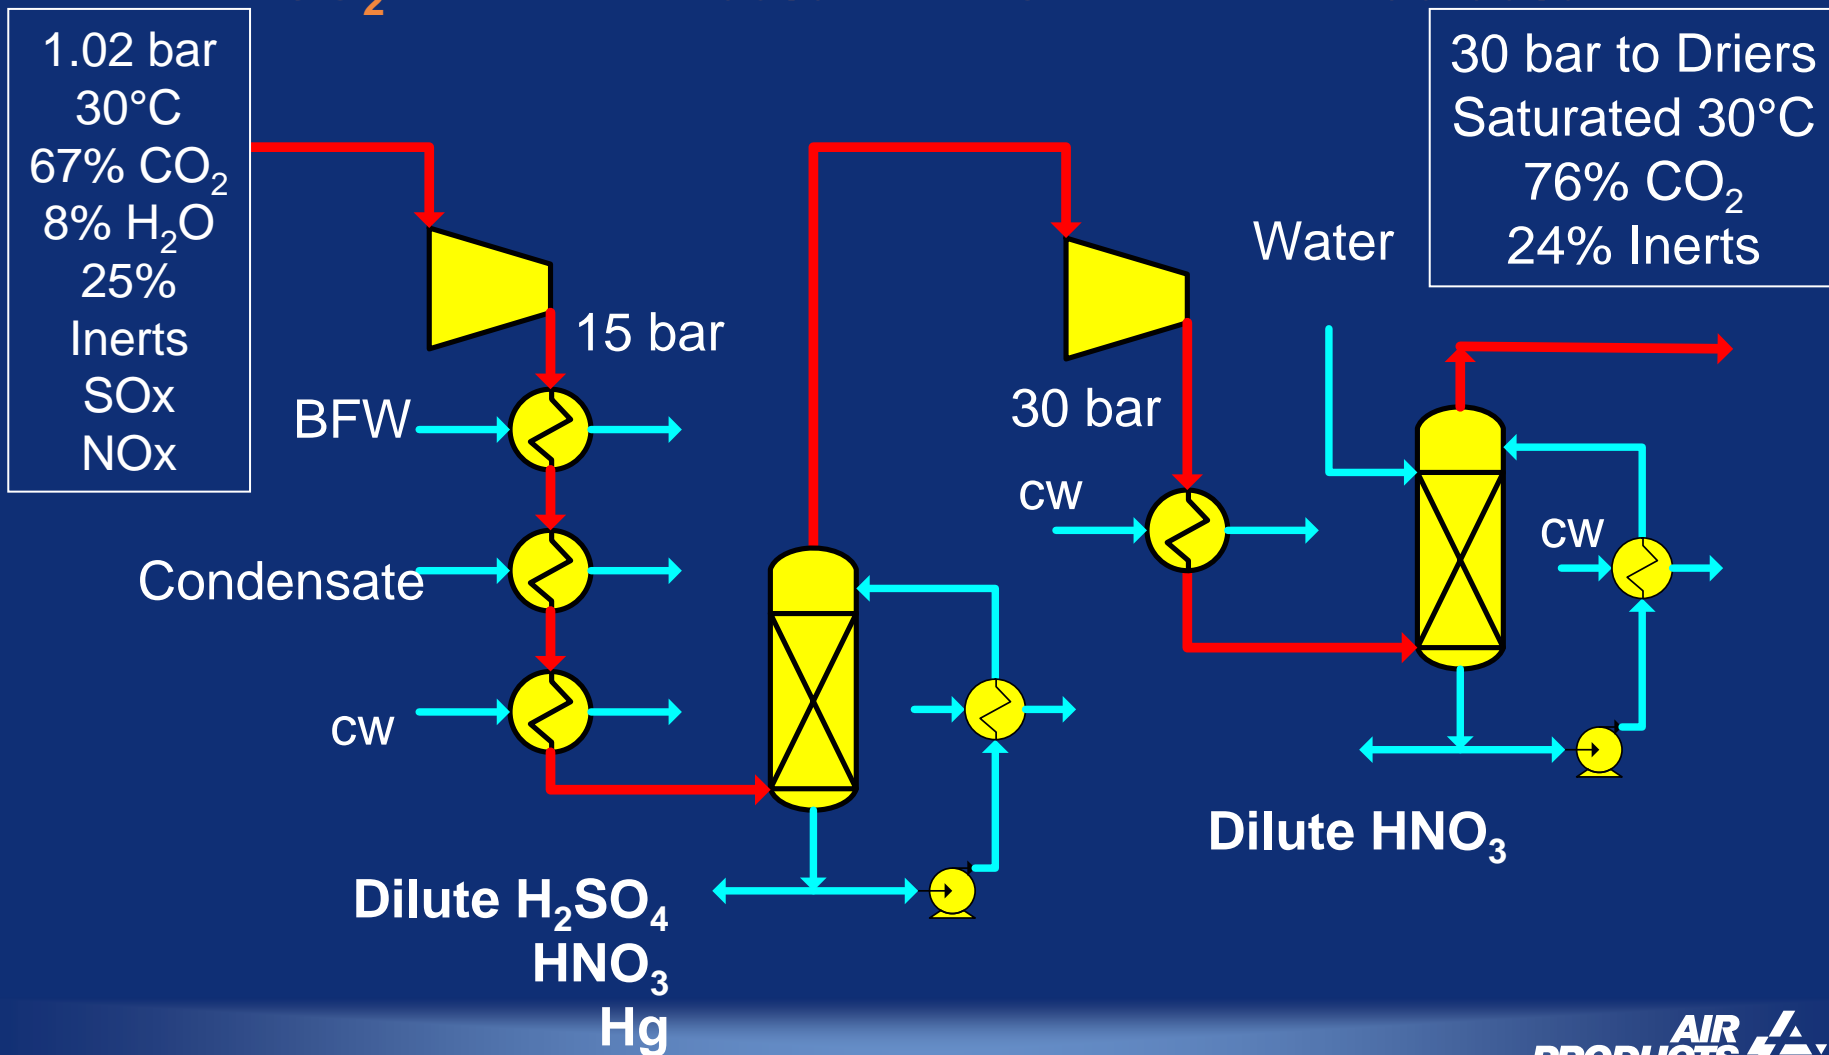 1.02 bar
30°C
67% CO₂
8% H₂O
25%
Inerts
SOx
NOx
30 bar to Driers
Saturated 30°C
76% CO₂
24% Inerts
Water
15 bar
BFW
30 bar
cw
cw
Condensate
cw
Dilute HNO₃
Dilute H₂SO₄
HNO₃
Hg
AIR
PRODUCTS